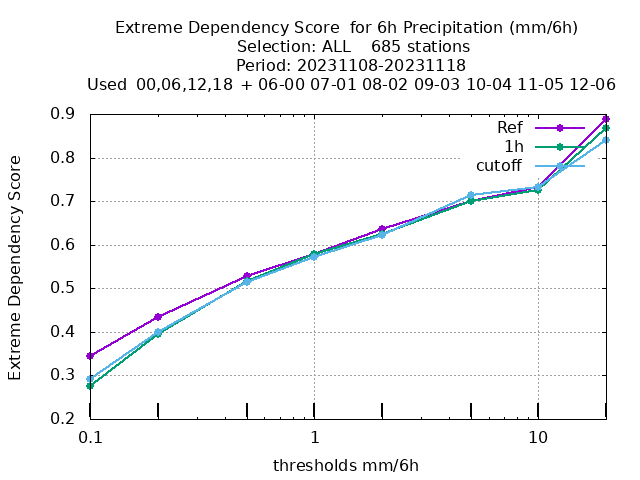 Extreme Dependency Score  for 6h Precipitation (mm/6h)
Selection: ALL    685 stations
Period: 20231108-20231118
Used  00,06,12,18  + 06-00 07-01 08-02 09-03 10-04 11-05 12-06
Extreme Dependency Score
0.9
0.8
0.7
0.6
0.5
0.4
0.3
0.2
Ref
1h
cutoff
0.1
1
10
thresholds mm/6h